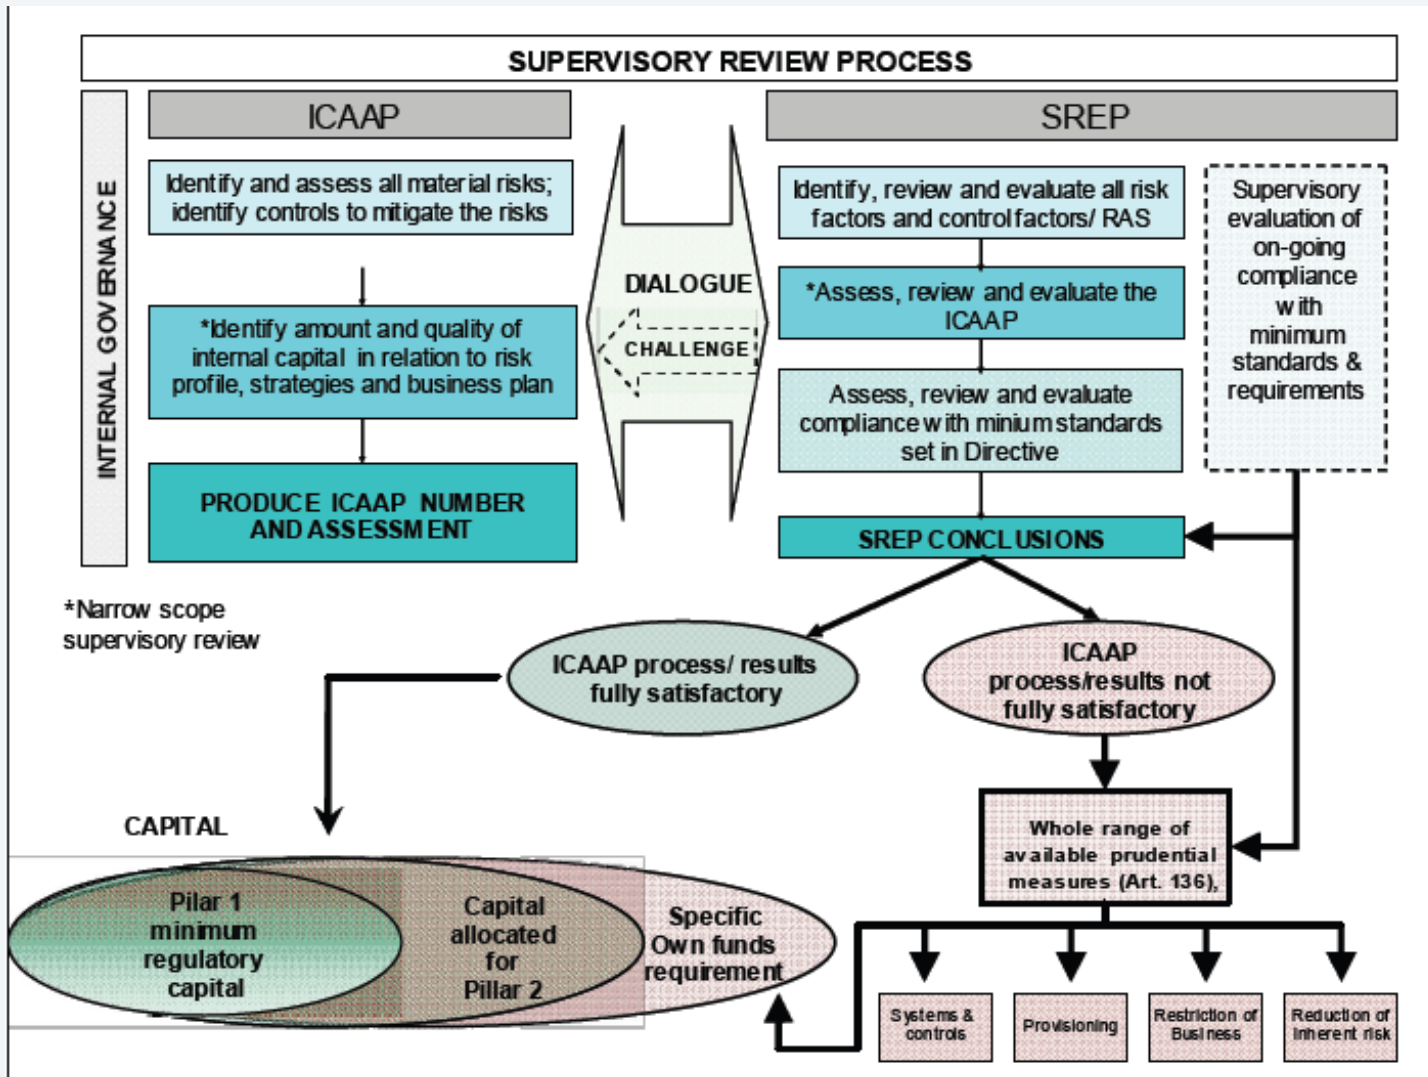 SUPERVISORY REVIEW PROCESS
INTERNAL GOVERNANCE
ICAAP
Identify and assess all material risks;
identify controls to mitigate the risks
*Identify amount and quality of
internal capital in relation to risk
profile, strategies and business plan
PRODUCE ICAAP NUMBER
AND ASSESSMENT
*Narrow scope
supervisory review
DIALOGUE
CHALLENGE
SREP
Identify, review and evaluate all risk
factors and control factors/ RAS
*Assess, review and evaluate the
ICAAP
Assess, review and evaluate
compliance with minium standards
set in Directive
SREP CONCLUSIONS
Supervisory
evaluation of
on-going
compliance
with
minimum
standards &
requirements
ICAAP process/ results
fully satisfactory
ICAAP
process/results not
fully satisfactory
Whole range of
available prudential
measures (Art. 136),
CAPITAL
Pilar 1
minimum
regulatory
capital
Capital
allocated
for
Pillar 2
Specific
Own funds
requirement
Systems &
controls
Provisioning
Restriction of
Business
Reduction of
Inherent risk